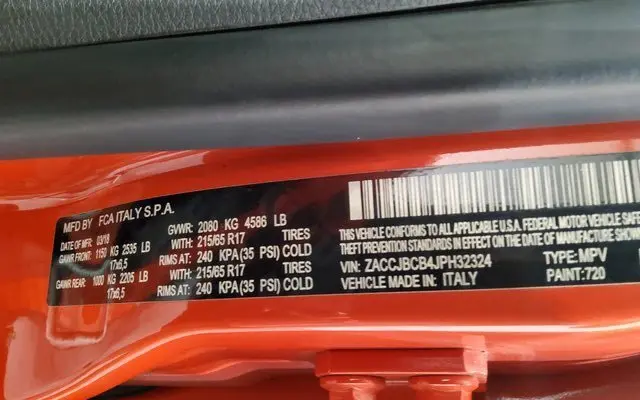 MFD BY FCA ITALY S.P.A.
DATE OF MFR: 03/18 GVWR: 2080 KG 4586 LB
GAWR FRONT: 1150 KG 2535 LB WITH: 215/65 R17 TIRES
17x6,5 RIMS AT: 240 KPA(35 PSI) COLD
GAWR REAR: 1000 KG 2205 LB WITH: 215/65 R17 TIRES
17x6,5 RIMS AT: 240 KPA(35 PSI) COLD
THIS VEHICLE CONFORMS TO ALL APPLICABLE U.S.A. FEDERAL MOTOR VEHICLE
THEFT PREVENTION STANDARDS IN EFFECT ON THE DATE OF
VIN: ZACCJBCB4JPH32324 TYPE: MPV
VEHICLE MADE IN: ITALY PAINT: 720